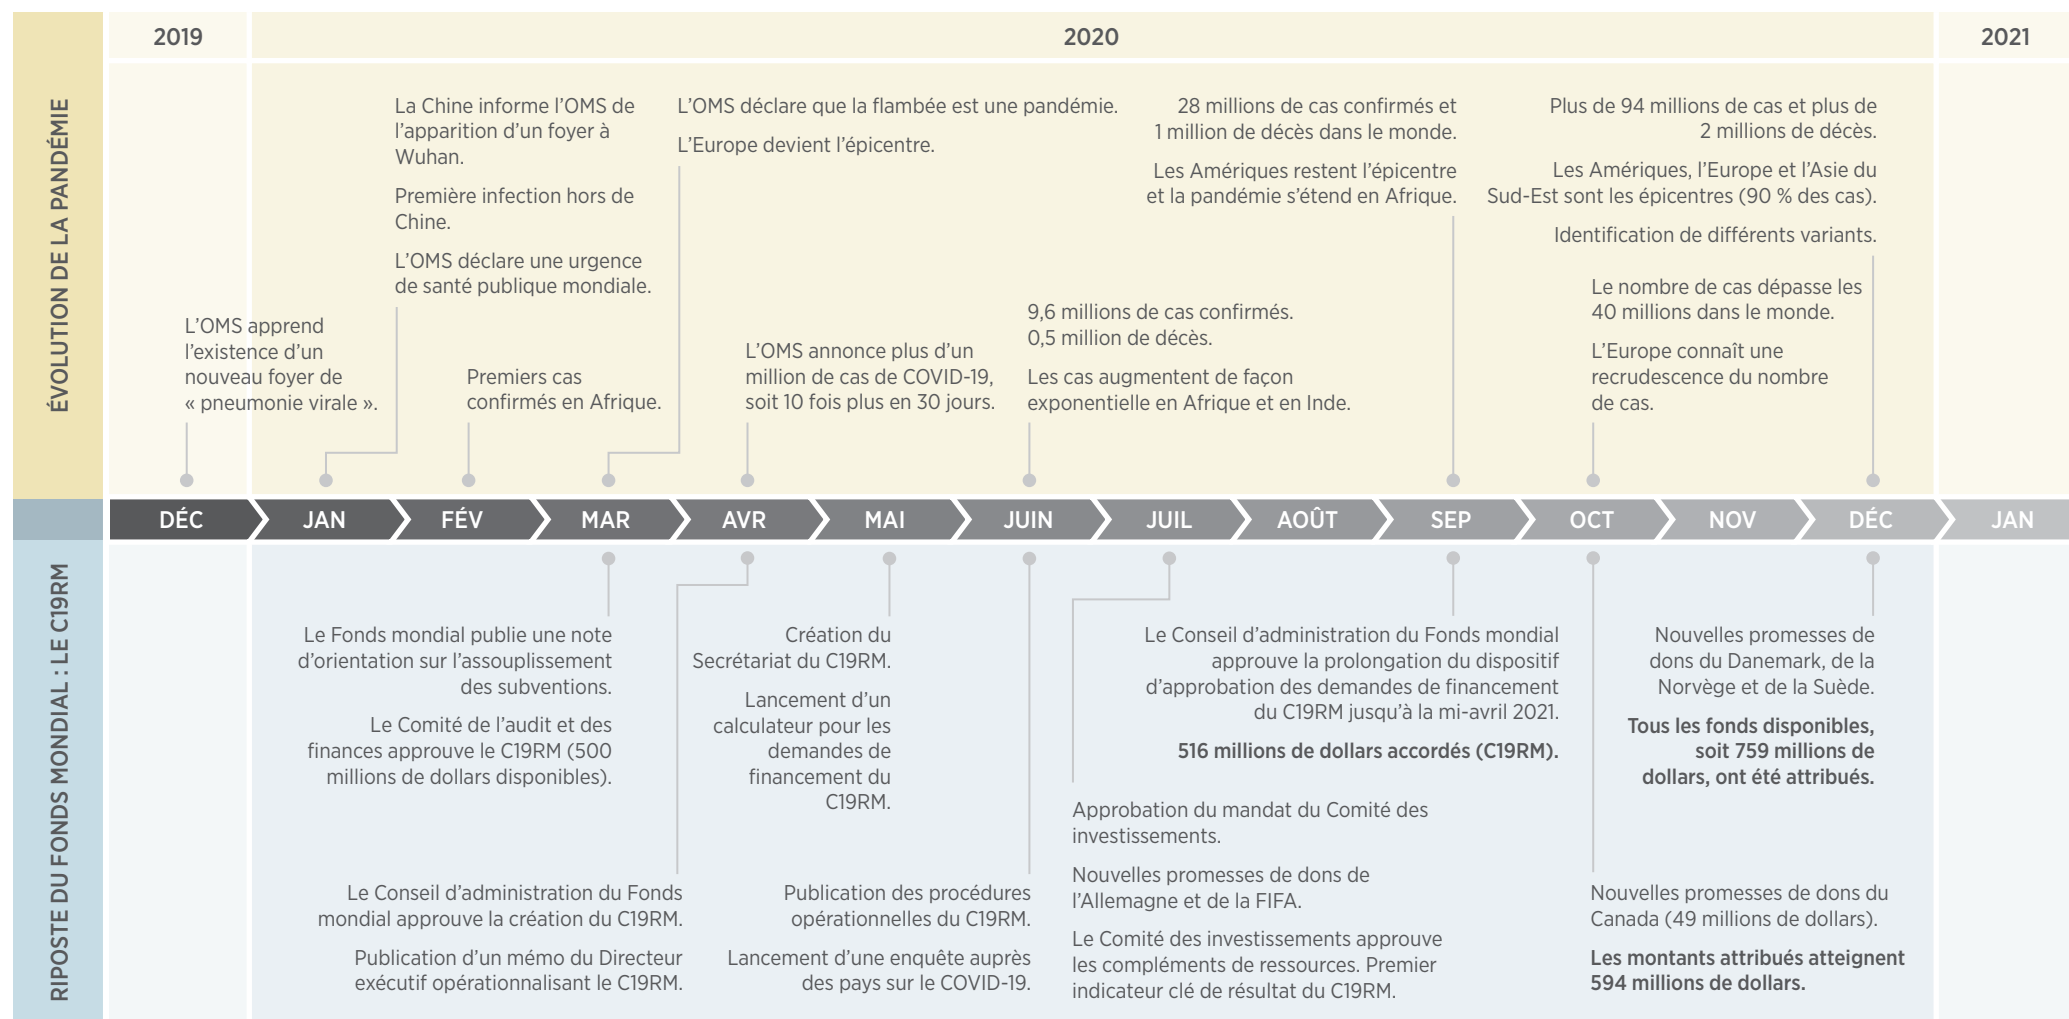 2019
2020
2021
ÉVOLUTION DE LA PANDÉMIE
L’OMS apprend
l’existence d’un
nouveau foyer de
« pneumonie virale ».
La Chine informe l’OMS de
l’apparition d’un foyer à
Wuhan.
Première infection hors de
Chine.
L’OMS déclare une urgence
de santé publique mondiale.
Premiers cas
confirmés en Afrique.
L’OMS déclare que la flambée est une pandémie.
L’Europe devient l’épicentre.
L’OMS annonce plus d’un
million de cas de COVID-19,
soit 10 fois plus en 30 jours.
9,6 millions de cas confirmés.
0,5 million de décès.
Les cas augmentent de façon
exponentielle en Afrique et en Inde.
28 millions de cas confirmés et
1 million de décès dans le monde.
Les Amériques restent l’épicentre
et la pandémie s’étend en Afrique.
Le nombre de cas dépasse les
40 millions dans le monde.
L’Europe connaît une
recrudescence du nombre
de cas.
Plus de 94 millions de cas et plus de
2 millions de décès.
Les Amériques, l’Europe et l’Asie du
Sud-Est sont les épicentres (90 % des cas).
Identification de différents variants.
DÉC
JAN
FÉV
MAR
AVR
MAI
JUIN
JUIL
AOÛT
SEP
OCT
NOV
DÉC
JAN
RIPOSTE DU FONDS MONDIAL : LE C19RM
Le Fonds mondial publie une note
d’orientation sur l’assouplissement
des subventions.
Le Comité de l’audit et des
finances approuve le C19RM (500
millions de dollars disponibles).
Le Conseil d’administration du Fonds
mondial approuve la création du C19RM.
Publication d’un mémo du Directeur
exécutif opérationnalisant le C19RM.
Création du
Secrétariat du C19RM.
Lancement d’un
calculateur pour les
demandes de
financement du
C19RM.
Publication des procédures
opérationnelles du C19RM.
Lancement d’une enquête auprès
des pays sur le COVID-19.
Approbation du mandat du Comité des
investissements.
Nouvelles promesses de dons de
l’Allemagne et de la FIFA.
Le Comité des investissements approuve
les compléments de ressources. Premier
indicateur clé de résultat du C19RM.
Le Conseil d’administration du Fonds mondial
approuve la prolongation du dispositif
d’approbation des demandes de financement
du C19RM jusqu’à la mi-avril 2021.
516 millions de dollars accordés (C19RM).
Nouvelles promesses de dons du
Canada (49 millions de dollars).
Les montants attribués atteignent
594 millions de dollars.
Nouvelles promesses de
dons du Danemark, de la
Norvège et de la Suède.
Tous les fonds disponibles,
soit 759 millions de
dollars, ont été attribués.